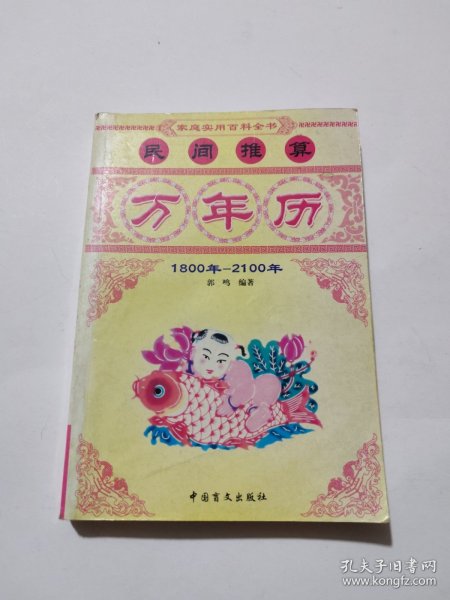 家庭实用百科全书
民间推算
万年历
1800年-2100年
郭鸣 编著
中国盲文出版社
孔夫子旧书网
www.kongfz.com